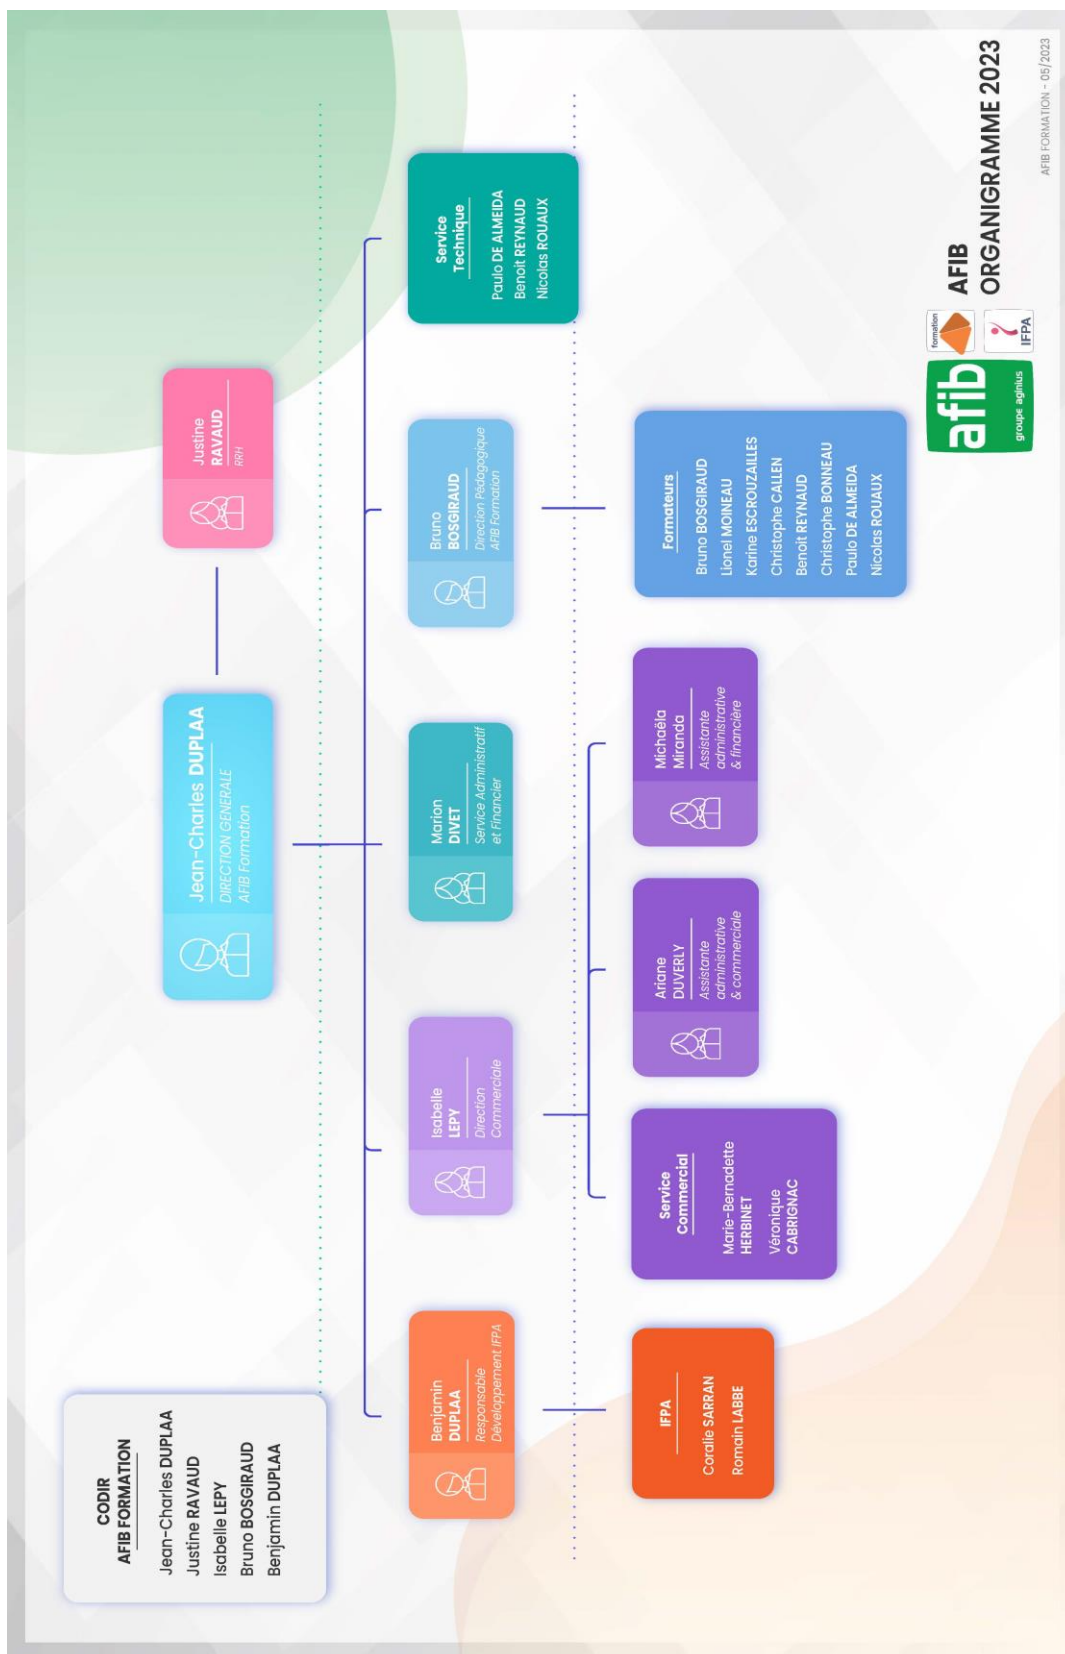 CODIR
AFIB FORMATION
Jean-Charles DUPLAA
Justine RAVAUD
Isabelle LEPY
Bruno BOSGIRAUD
Benjamin DUPLAA
Jean-Charles DUPLAA
DIRECTION GENERALE
AFIB Formation
Justine
RAVAUD
RRH
Benjamin
DUPLAA
Responsable
Développement IFPA
Isabelle
LEPY
Direction
Commerciale
Marion
DIVET
Service Administratif
et Financier
Bruno
BOSGIRAUD
Direction Pédagogique
AFIB Formation
Service
Technique
Paulo DE ALMEIDA
Benoit REYNAUD
Nicolas ROUAUX
IFPA
Coralie SARRAN
Romain LABBE
Service
Commercial
Marie-Bernadette
HERBINET
Véronique
CABRIGNAC
Ariane
DUVERLY
Assistante
administrative
& commerciale
Michaëla
Miranda
Assistante
administrative
& financière
Formateurs
Bruno BOSGIRAUD
Lionel MOINEAU
Karine ESCROUZAILLES
Christophe CALLEN
Benoit REYNAUD
Christophe BONNEAU
Paulo DE ALMEIDA
Nicolas ROUAUX
afib
groupe aginius
formation
IFPA
AFIB
ORGANIGRAMME 2023
AFIB FORMATION - 05/2023